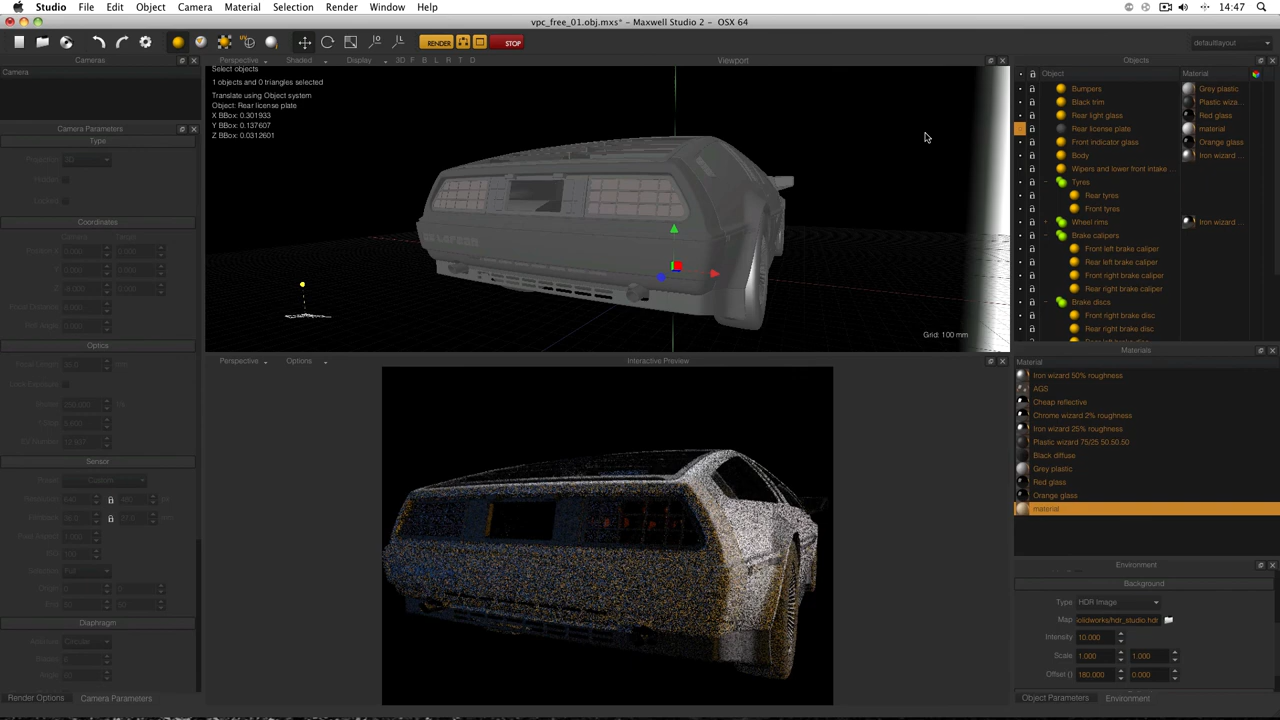 Studio File Edit Object Camera Material Selection Render Window Help 14:47
vpc_free_01.obj.mxs* - Maxwell Studio 2 - OSX 64
RENDER STOP defaultlayout
Cameras
Camera
Camera Parameters
Type
Coordinates
Optics
Sensor
Custom
Diaphragm
Render Options Camera Parameters
Perspective Shaded Display 3D F B L R T D Viewport
Select objects
1 objects and 0 triangles selected
Translate using Object system
Object: Rear license plate
X BBox: 0.301933
Y BBox: 0.137607
Z BBox: 0.0312601
Grid: 100 mm
Perspective Options Interactive Preview
Objects
Object Material
Bumpers Grey plastic
Black trim Plastic wiza...
Rear light glass Red glass
Rear license plate material
Front indicator glass Orange glass
Body Iron wizard ...
Wipers and lower front intake ...
Tyres
Rear tyres
Front tyres
Wheel rims Iron wizard ...
Brake calipers
Front left brake caliper
Rear left brake caliper
Front right brake caliper
Rear right brake caliper
Brake discs
Front right brake disc
Rear right brake disc
Materials
Material
Iron wizard 50% roughness
AGS
Cheap reflective
Chrome wizard 2% roughness
Iron wizard 25% roughness
Plastic wizard 75/25 50.50.50
Black diffuse
Grey plastic
Red glass
Orange glass
material
Environment
Background
Type HDR Image
Map oildworks/hdr_studio.hdr
Intensity 10.000
Scale 1.000 1.000
Offset () 180.000 0.000
Object Parameters Environment